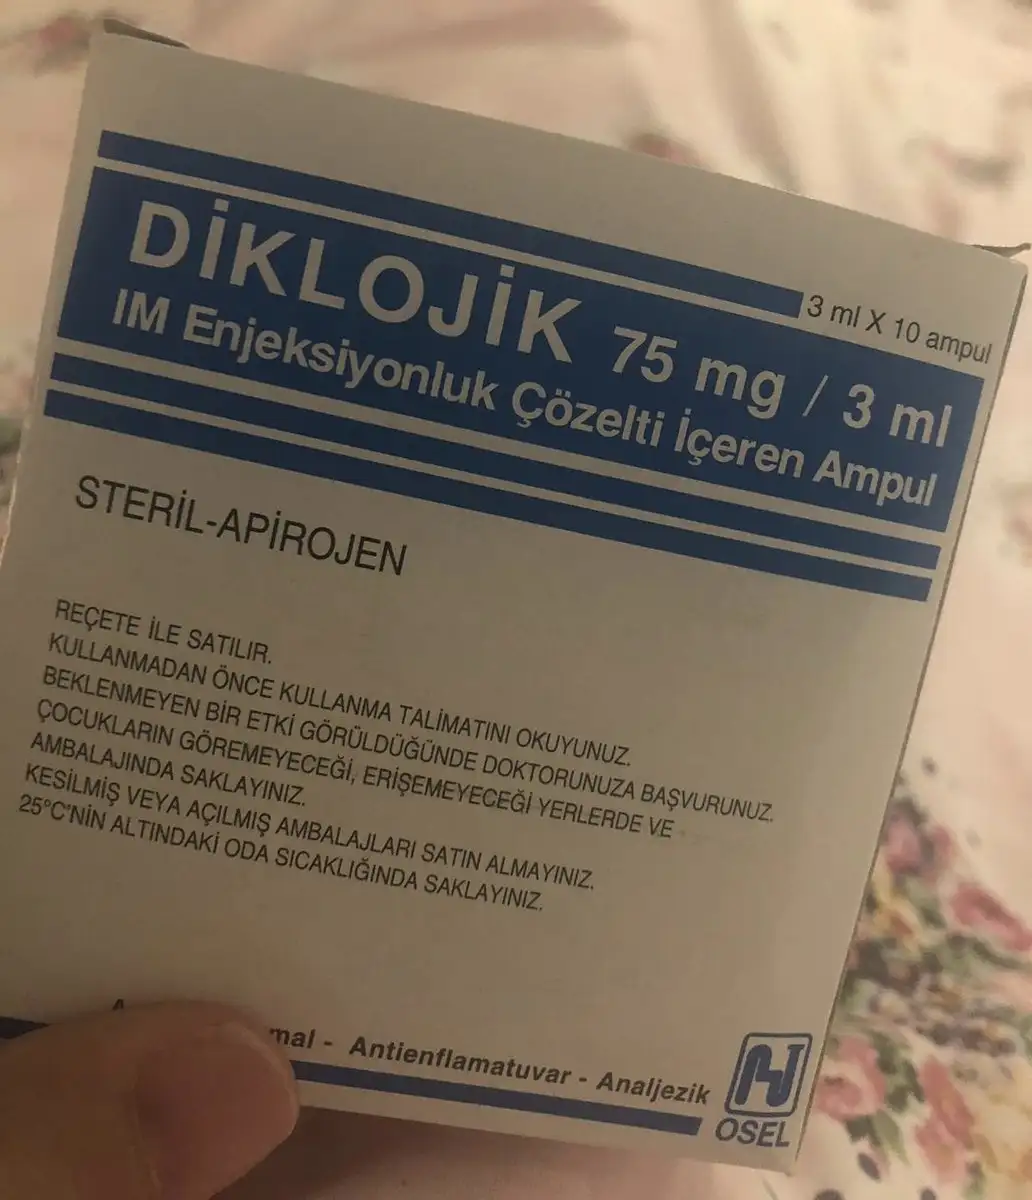 3 ml X 10 ampul
DİKLOJİK 75 mg / 3 ml
IM Enjeksiyonluk Çözelti İçeren Ampul
STERİL-APİROJEN
REÇETE İLE SATILIR.
KULLANMADAN ÖNCE KULLANMA TALİMATINI OKUYUNUZ.
BEKLENMEYEN BİR ETKİ GÖRÜLDÜĞÜNDE DOKTORUNUZA BAŞVURUNUZ.
ÇOCUKLARIN GÖREMEYECEĞİ, ERİŞEMEYECEĞİ YERLERDE VE
AMBALAJINDA SAKLAYINIZ.
KESİLMİŞ VEYA AÇILMIŞ AMBALAJLARI SATIN ALMAYINIZ.
25°C'NİN ALTINDAKİ ODA SICAKLIĞINDA SAKLAYINIZ.
- Antienflamatuvar - Analjezik
OSEL